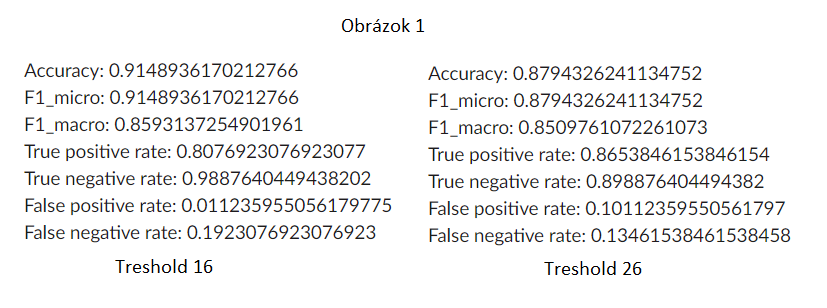 Obrázok 1
Accuracy: 0.9148936170212766
F1_micro: 0.9148936170212766
F1_macro: 0.8593137254901961
True positive rate: 0.8076923076923077
True negative rate: 0.9887640449438202
False positive rate: 0.011235955056179775
False negative rate: 0.1923076923076923
Treshold 16
Accuracy: 0.8794326241134752
F1_micro: 0.8794326241134752
F1_macro: 0.8509761072261073
True positive rate: 0.8653846153846154
True negative rate: 0.898876404494382
False positive rate: 0.10112359550561797
False negative rate: 0.13461538461538458
Treshold 26